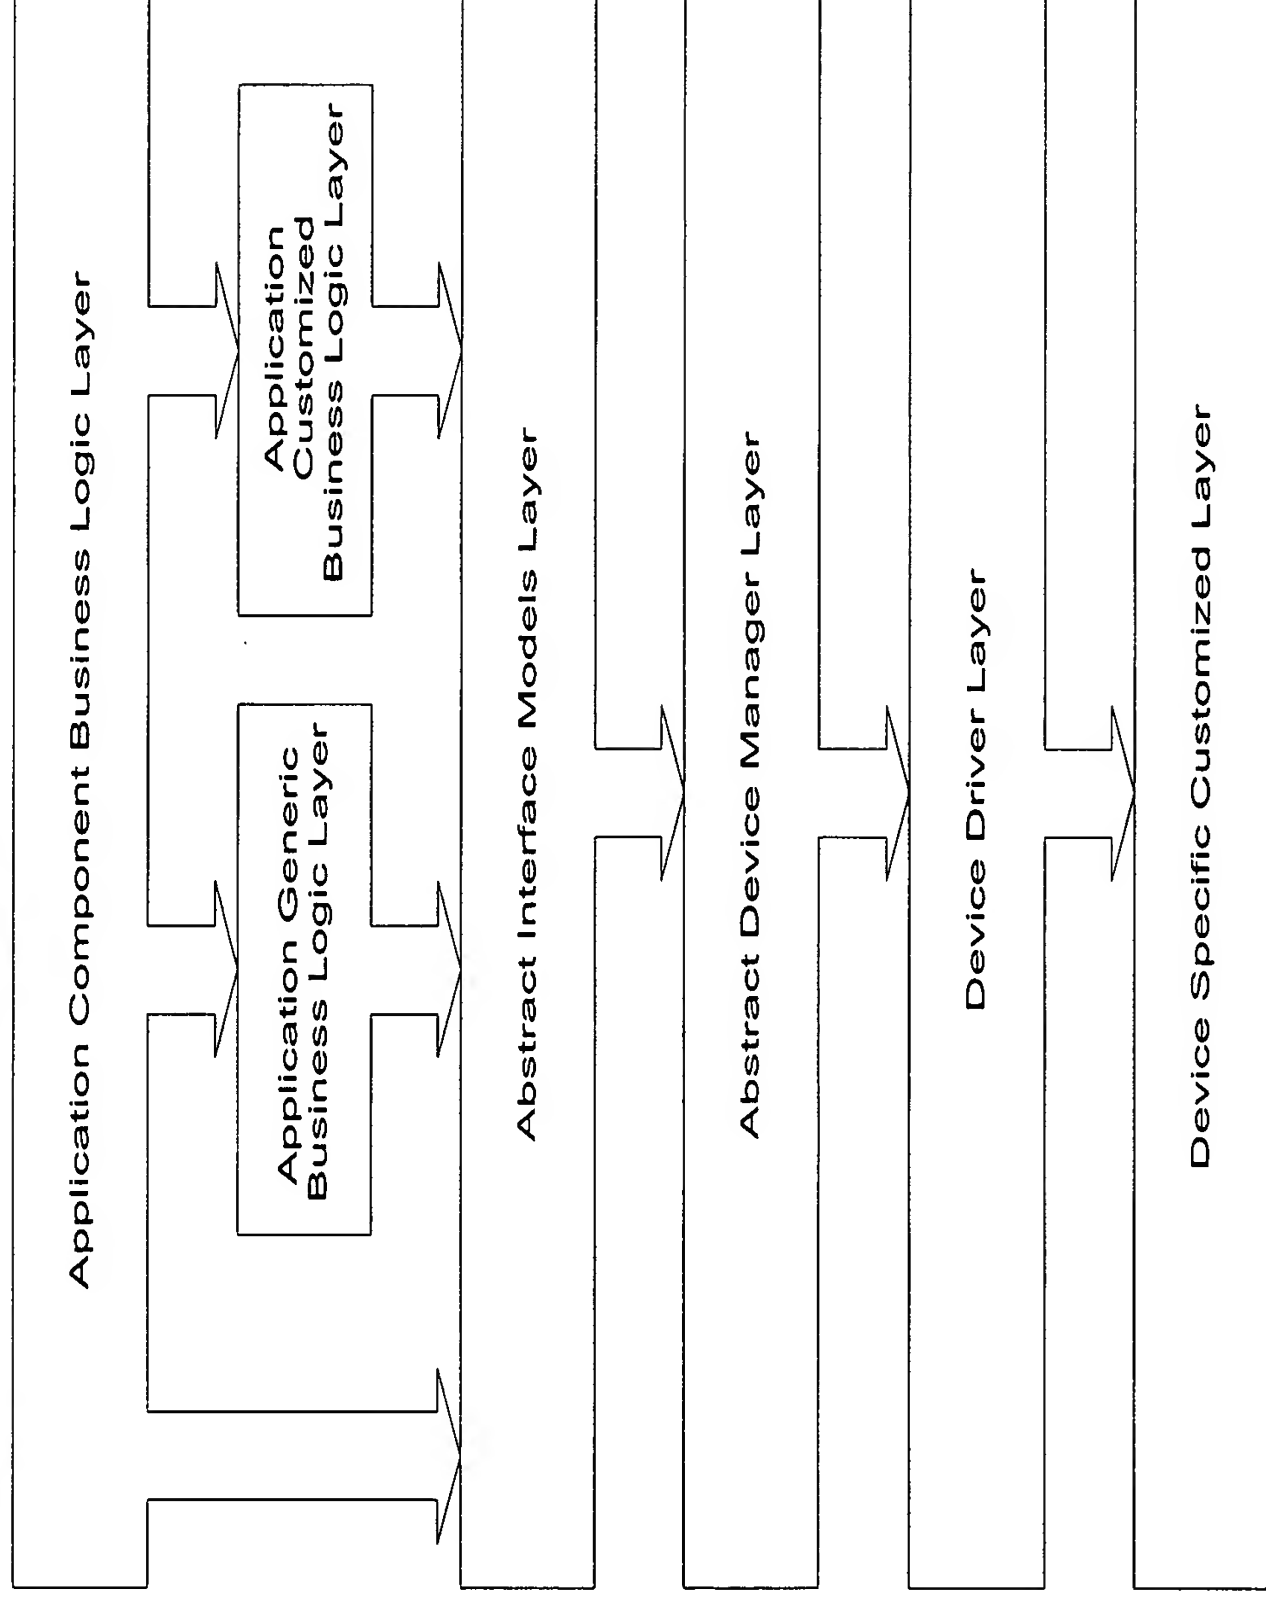 Application Component Business Logic Layer
Application Generic
Business Logic Layer
Application
Customized
Business Logic Layer
Abstract Interface Models Layer
Abstract Device Manager Layer
Device Driver Layer
Device Specific Customized Layer